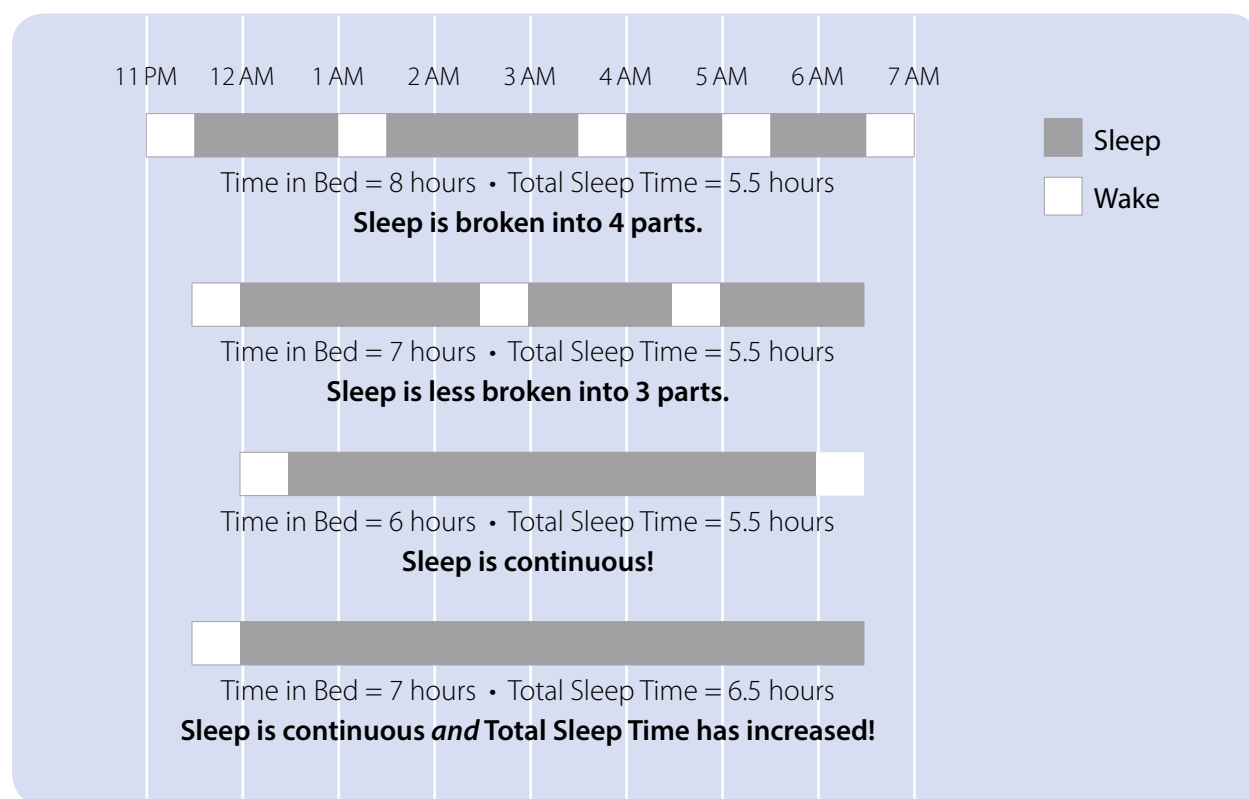 11 PM 12 AM 1 AM 2 AM 3 AM 4 AM 5 AM 6 AM 7 AM
Sleep
Wake
Time in Bed = 8 hours • Total Sleep Time = 5.5 hours
Sleep is broken into 4 parts.
Time in Bed = 7 hours • Total Sleep Time = 5.5 hours
Sleep is less broken into 3 parts.
Time in Bed = 6 hours • Total Sleep Time = 5.5 hours
Sleep is continuous!
Time in Bed = 7 hours • Total Sleep Time = 6.5 hours
Sleep is continuous and Total Sleep Time has increased!